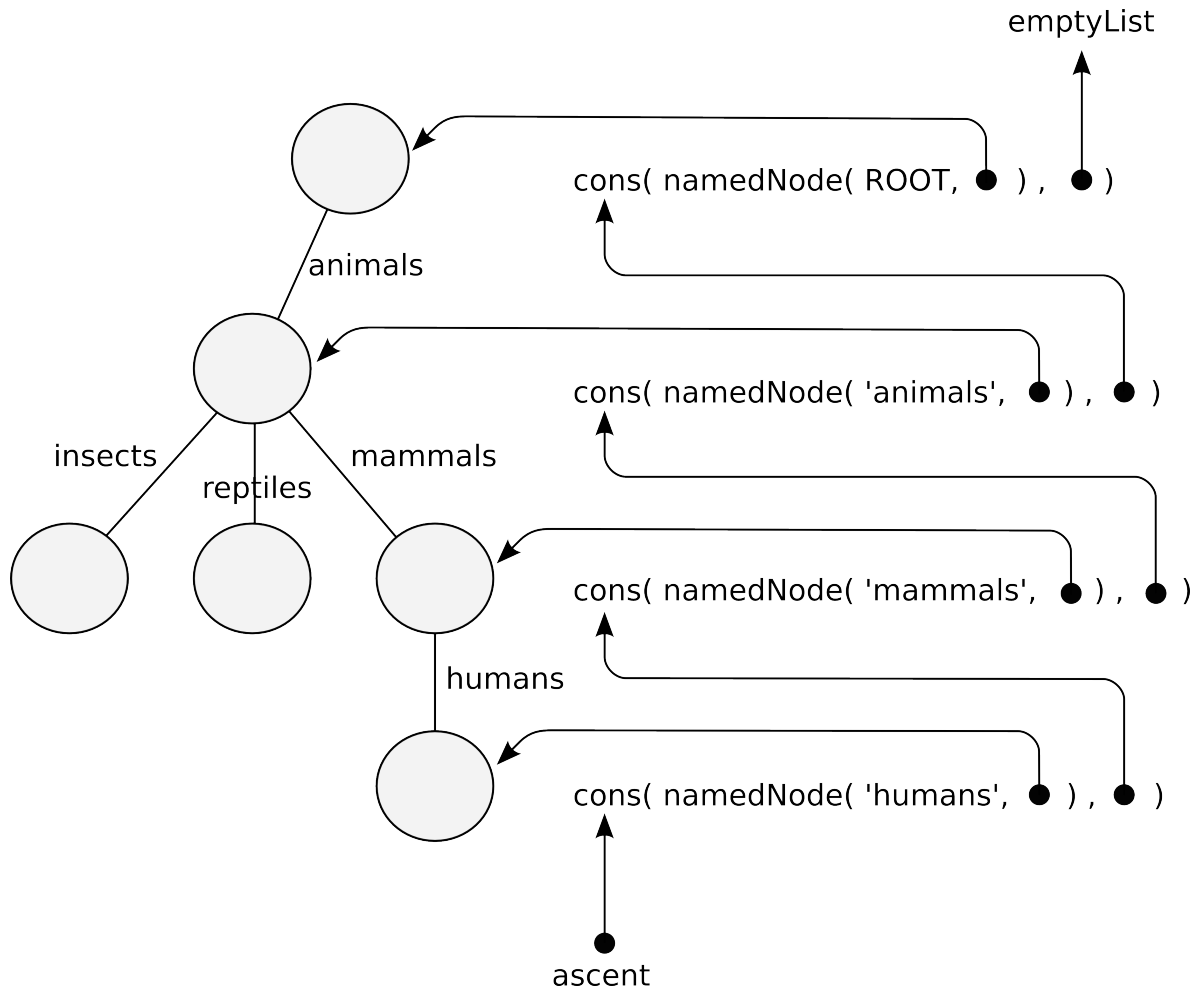 emptyList
cons( namedNode( ROOT, ) , )
animals
cons( namedNode( 'animals', ) , )
insects
mammals
reptiles
cons( namedNode( 'mammals', ) , )
humans
cons( namedNode( 'humans', ) , )
ascent